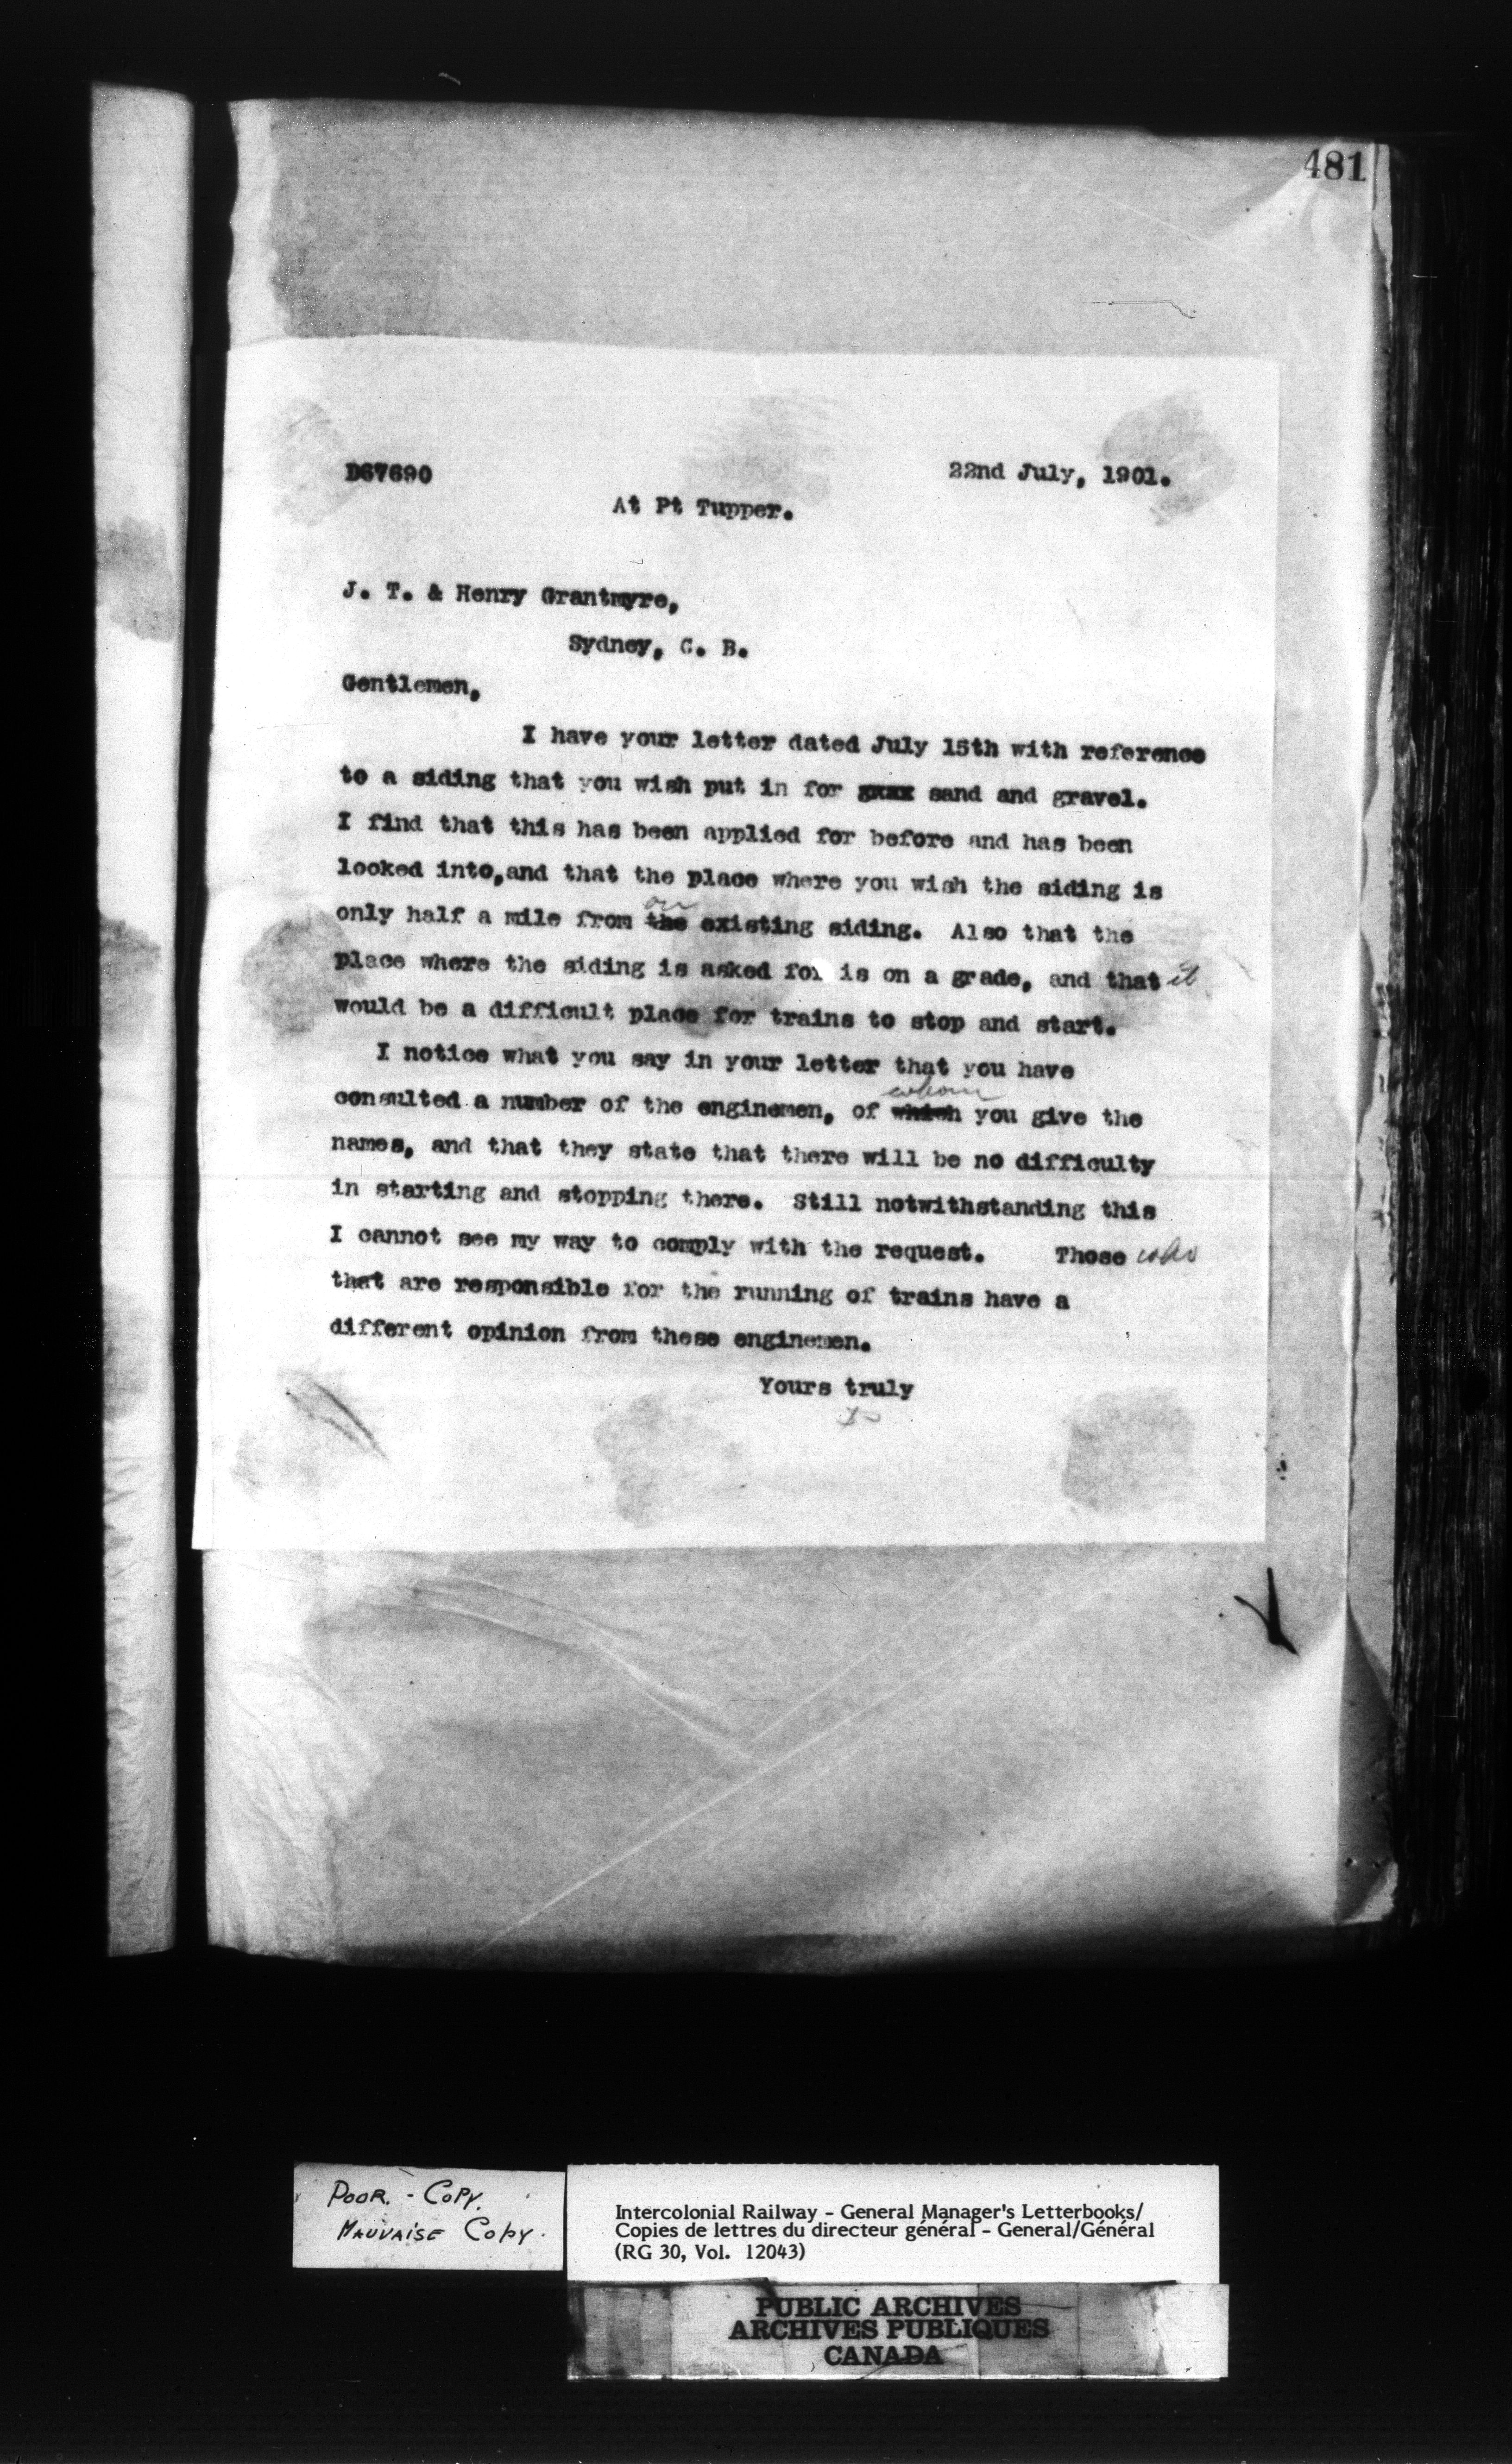 481
D67690
22nd July, 1901.
At Pt Tupper.
J. T. & Henry Grantmyre,
Sydney, C. B.
Gentlemen,
I have your letter dated July 15th with reference
to a siding that you wish put in for sand and gravel.
I find that this has been applied for before and has been
looked into,and that the place where you wish the siding is
an
only half a mile from the existing siding. Also that the
place where the siding is asked for is on a grade, and that it
would be a difficult place for trains to stop and start.
I notice what you say in your letter that you have
whom
consulted a number of the enginemen, of which you give the
names, and that they state that there will be no difficulty
in starting and stopping there. Still notwithstanding this
I cannot see my way to comply with the request. Those who
that are responsible for the running of trains have a
different opinion from these enginemen.
Yours truly
POOR. - COPY.
MAUVAISE COPY.
Intercolonial Railway - General Manager's Letterbooks/
Copies de lettres du directeur général - General/Général
(RG 30, Vol. 12043)
PUBLIC ARCHIVES
ARCHIVES PUBLIQUES
CANADA